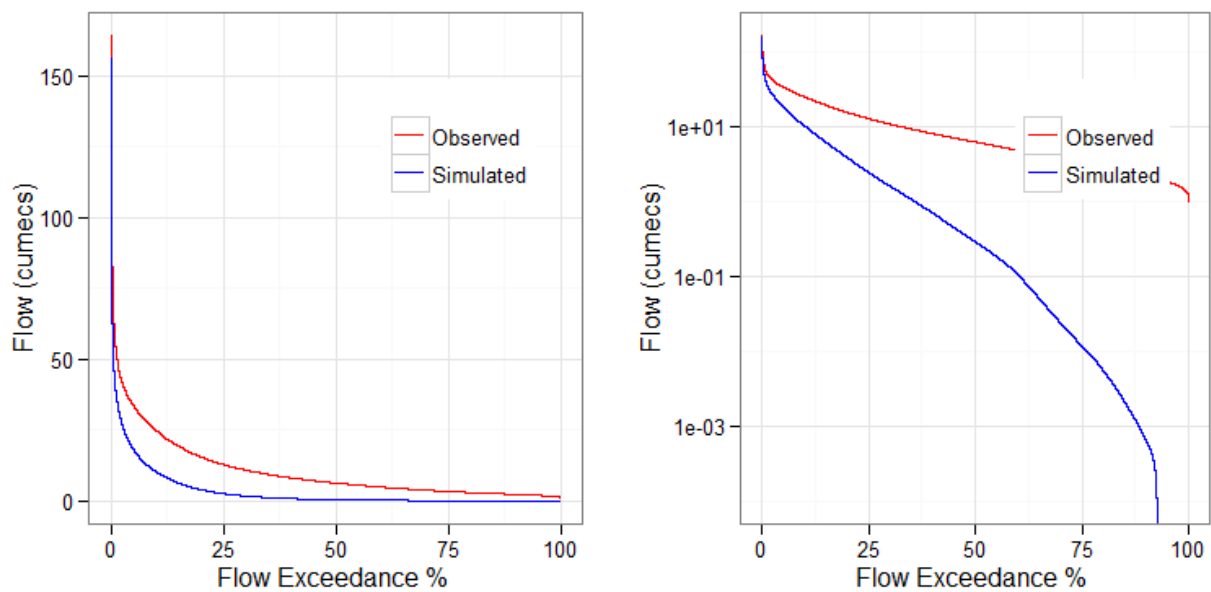 150
100
50
0
Flow (cumecs)
Observed
Simulated
0 25 50 75 100
Flow Exceedance %
1e+01
1e-01
1e-03
Flow (cumecs)
Observed
Simulated
0 25 50 75 100
Flow Exceedance %